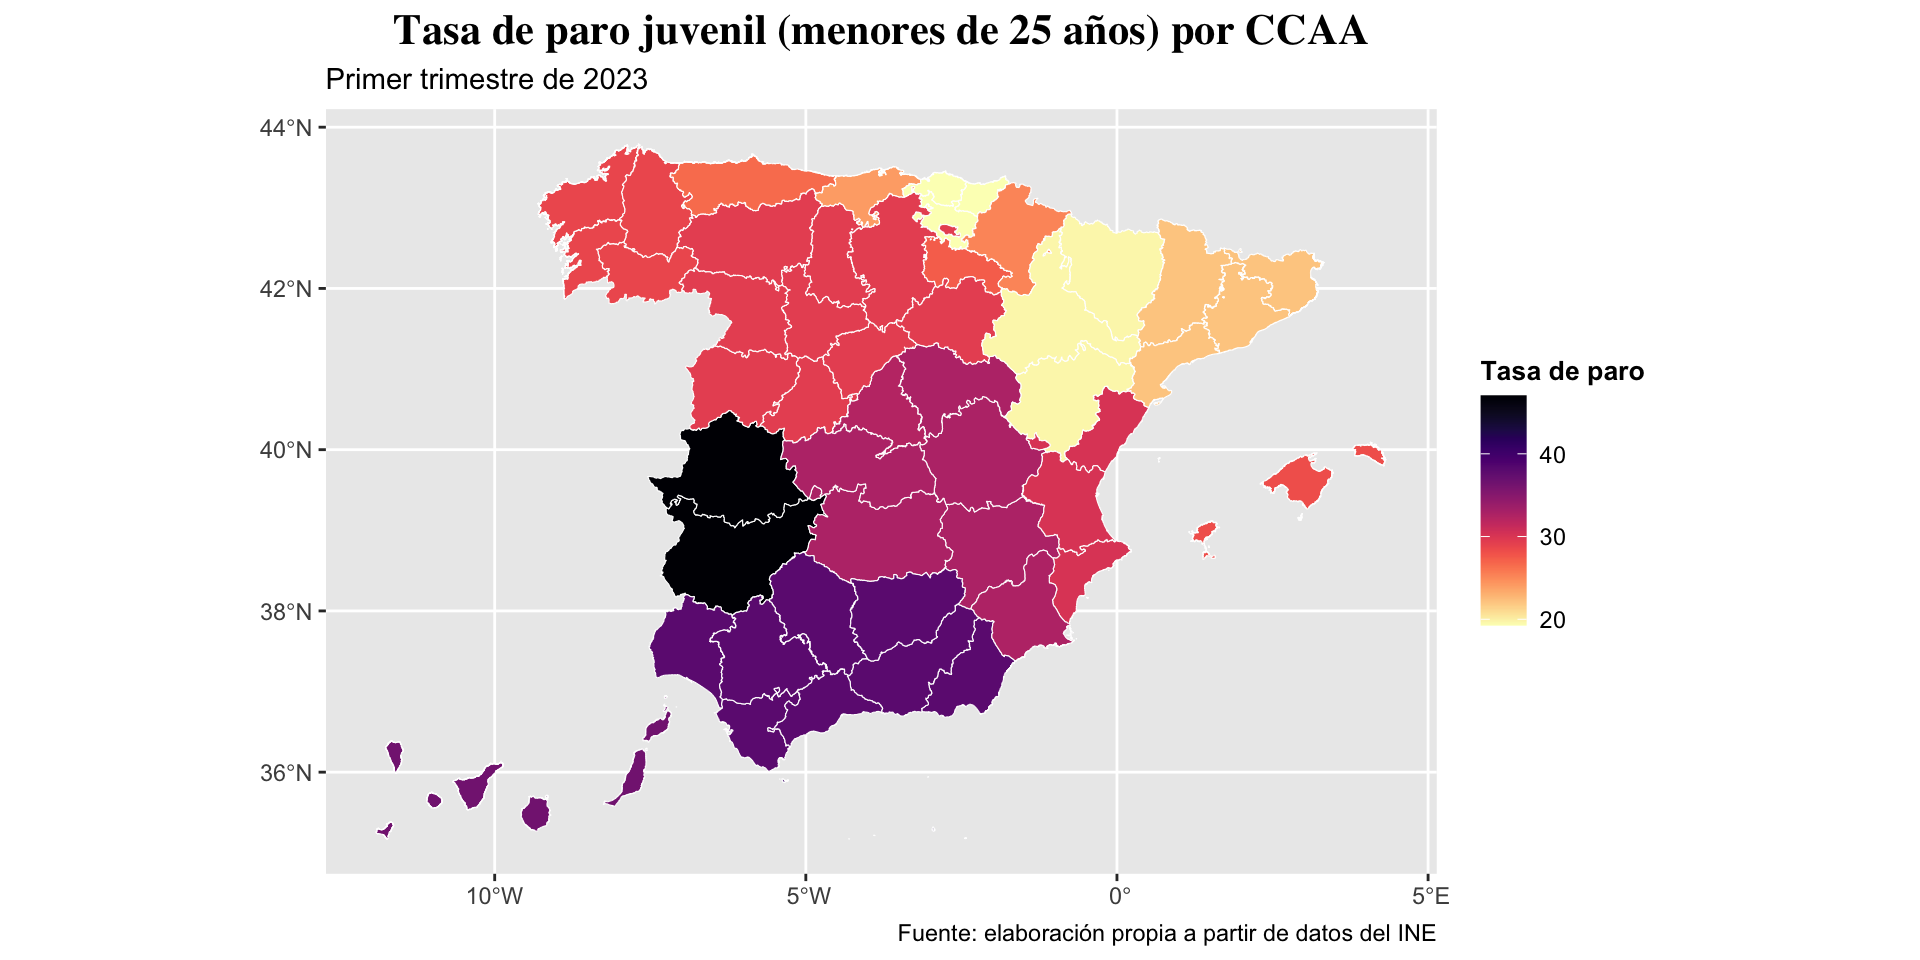 Tasa de paro juvenil (menores de 25 años) por CCAA
Primer trimestre de 2023
44°N
42°N
40°N
38°N
36°N
10°W
5°W
0°
5°E
Tasa de paro
40
30
20
Fuente: elaboración propia a partir de datos del INE